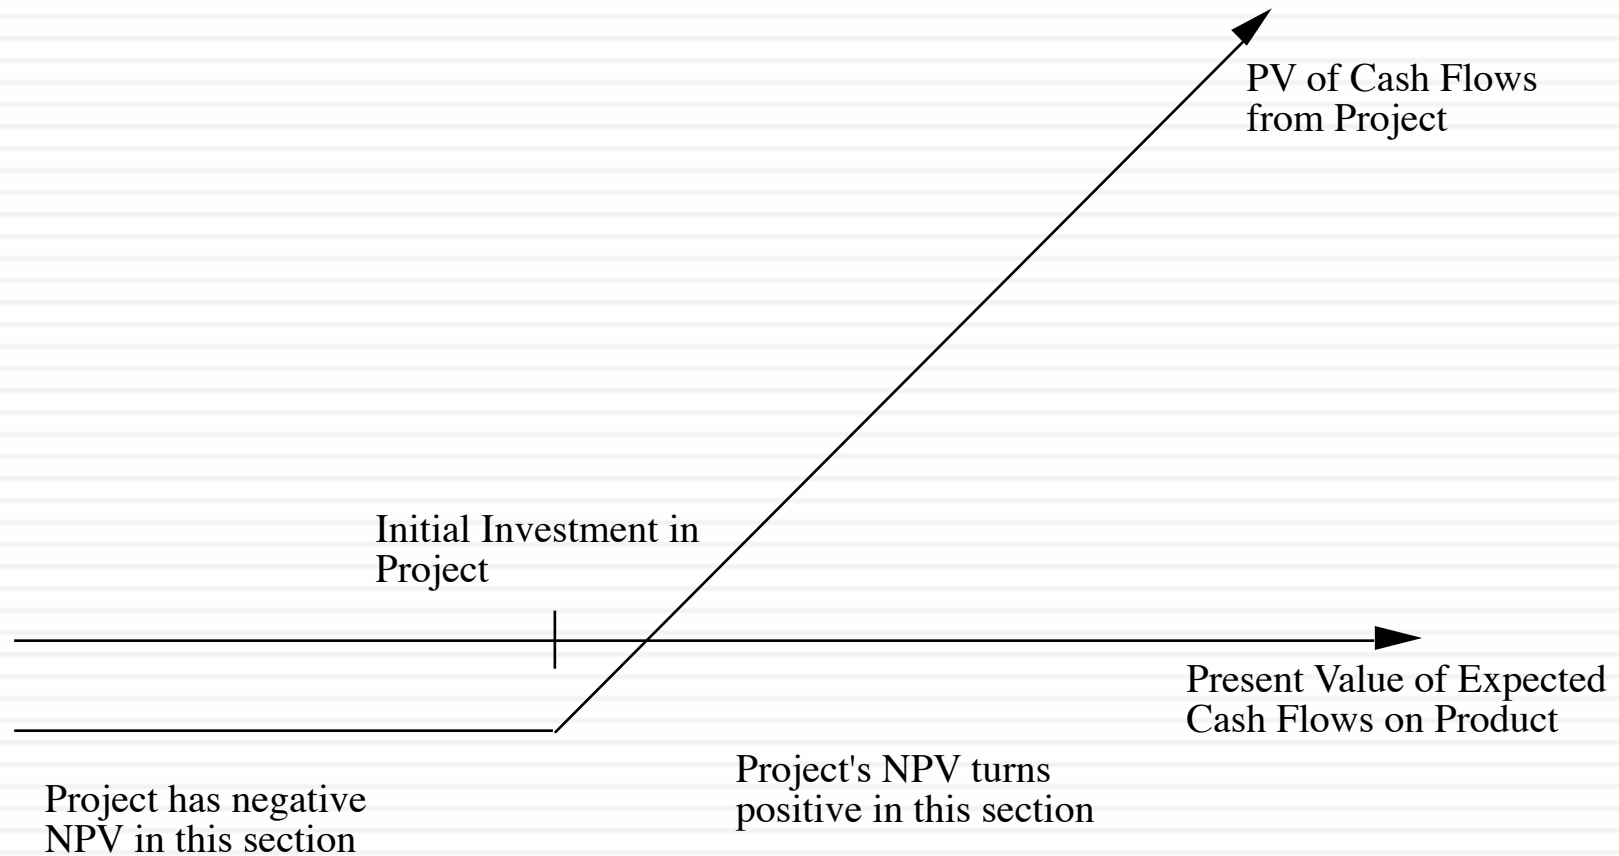 PV of Cash Flows
from Project
Initial Investment in
Project
Present Value of Expected
Cash Flows on Product
Project's NPV turns
positive in this section
Project has negative
NPV in this section